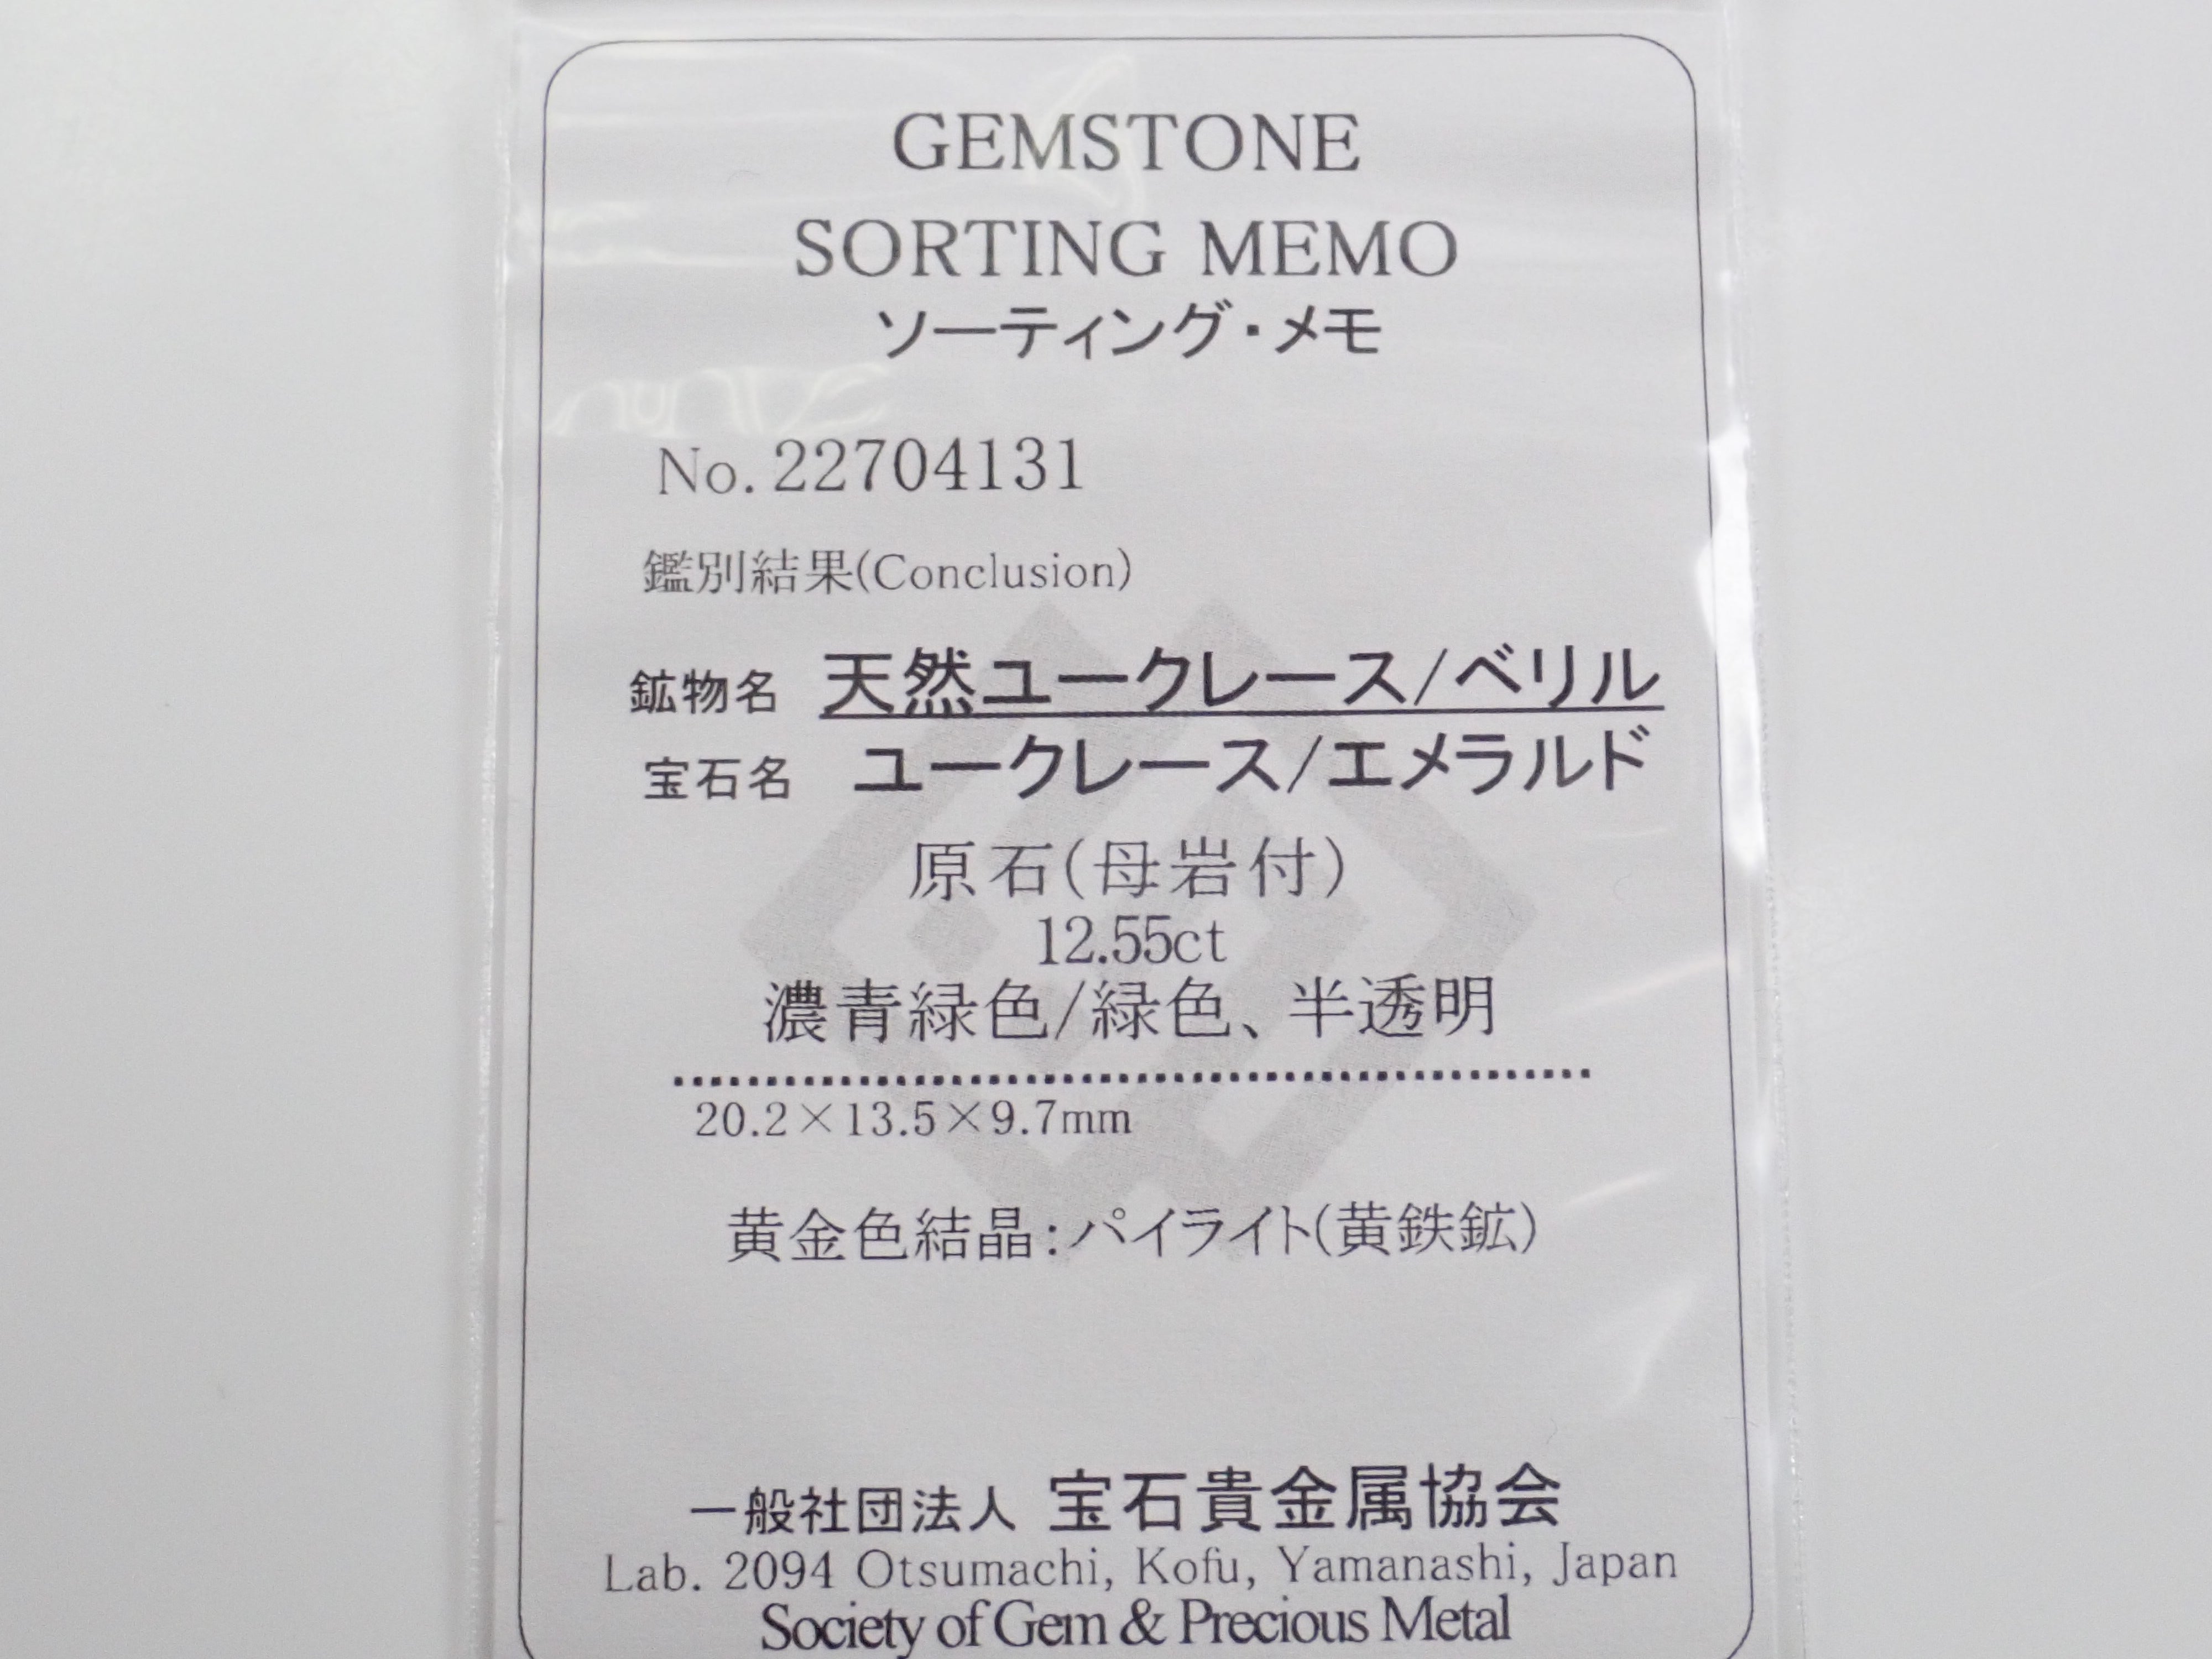 GEMSTONE
SORTING MEMO
ソーティング・メモ
No. 22704131
鑑別結果(Conclusion)
鉱物名 天然ユークレース/ベリル
宝石名 ユークレース/エメラルド
原石(母岩付)
12.55ct
濃青緑色/緑色、半透明
20.2×13.5×9.7mm
黄金色結晶:パイライト(黄鉄鉱)
一般社団法人 宝石貴金属協会
Lab. 2094 Otsumachi, Kofu, Yamanashi, Japan
Society of Gem & Precious Metal